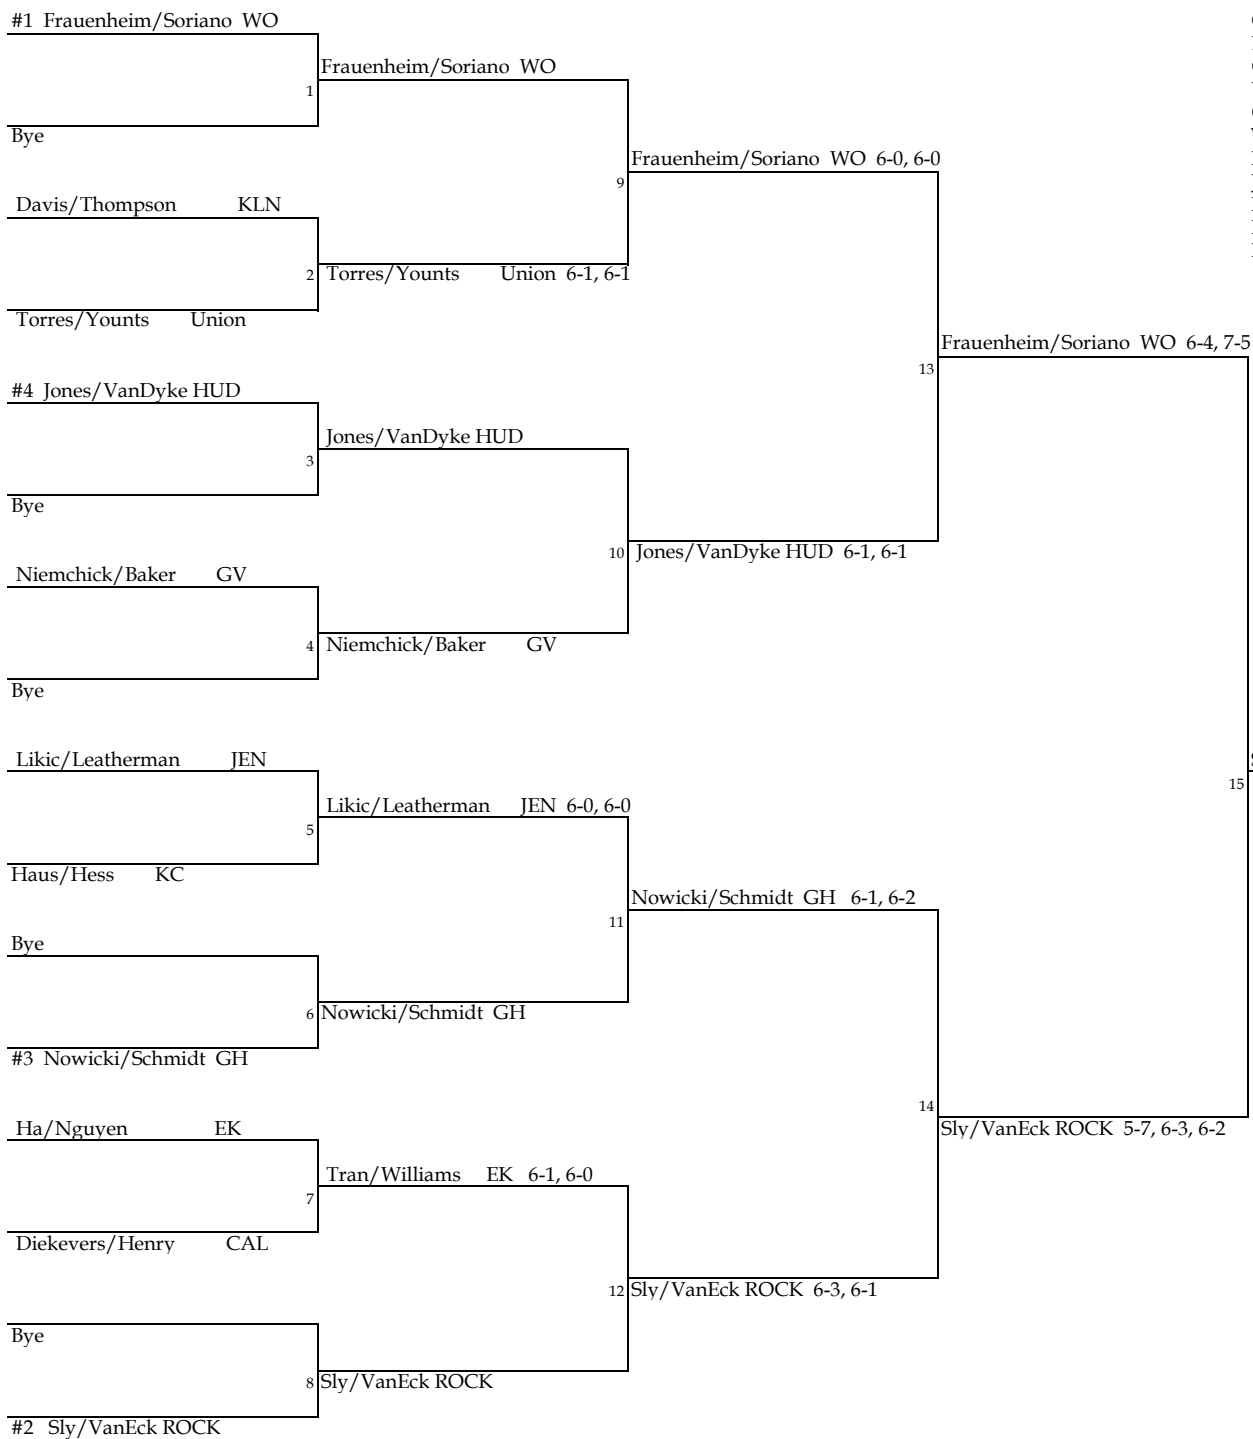 #1 Frauenheim/Soriano WO
Frauenheim/Soriano WO
1
Bye
Frauenheim/Soriano WO 6-0, 6-0
9
Davis/Thompson KLN
2 Torres/Younts Union 6-1, 6-1
Torres/Younts Union
Frauenheim/Soriano WO 6-4, 7-5
13
#4 Jones/VanDyke HUD
Jones/VanDyke HUD
3
Bye
10 Jones/VanDyke HUD 6-1, 6-1
Niemchick/Baker GV
4 Niemchick/Baker GV
Bye
Likic/Leatherman JEN
15
Likic/Leatherman JEN 6-0, 6-0
5
Haus/Hess KC
Nowicki/Schmidt GH 6-1, 6-2
11
Bye
6 Nowicki/Schmidt GH
#3 Nowicki/Schmidt GH
14
Ha/Nguyen EK
Sly/VanEck ROCK 5-7, 6-3, 6-2
Tran/Williams EK 6-1, 6-0
7
Diekevers/Henry CAL
12 Sly/VanEck ROCK 6-3, 6-1
Bye
8 Sly/VanEck ROCK
#2 Sly/VanEck ROCK